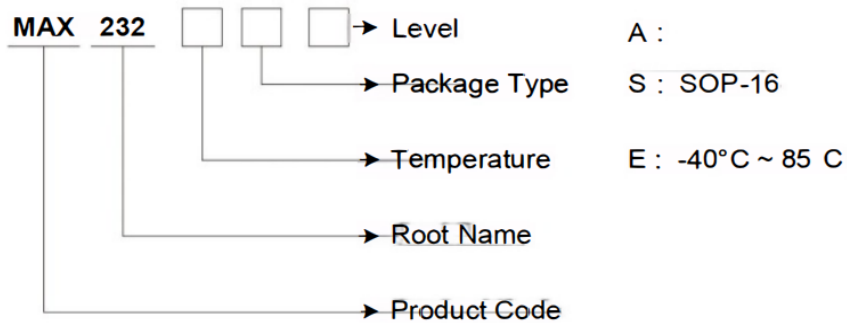 MAX 232 Level A :
Package Type S : SOP-16
Temperature E : -40°C ~ 85 C
Root Name
Product Code